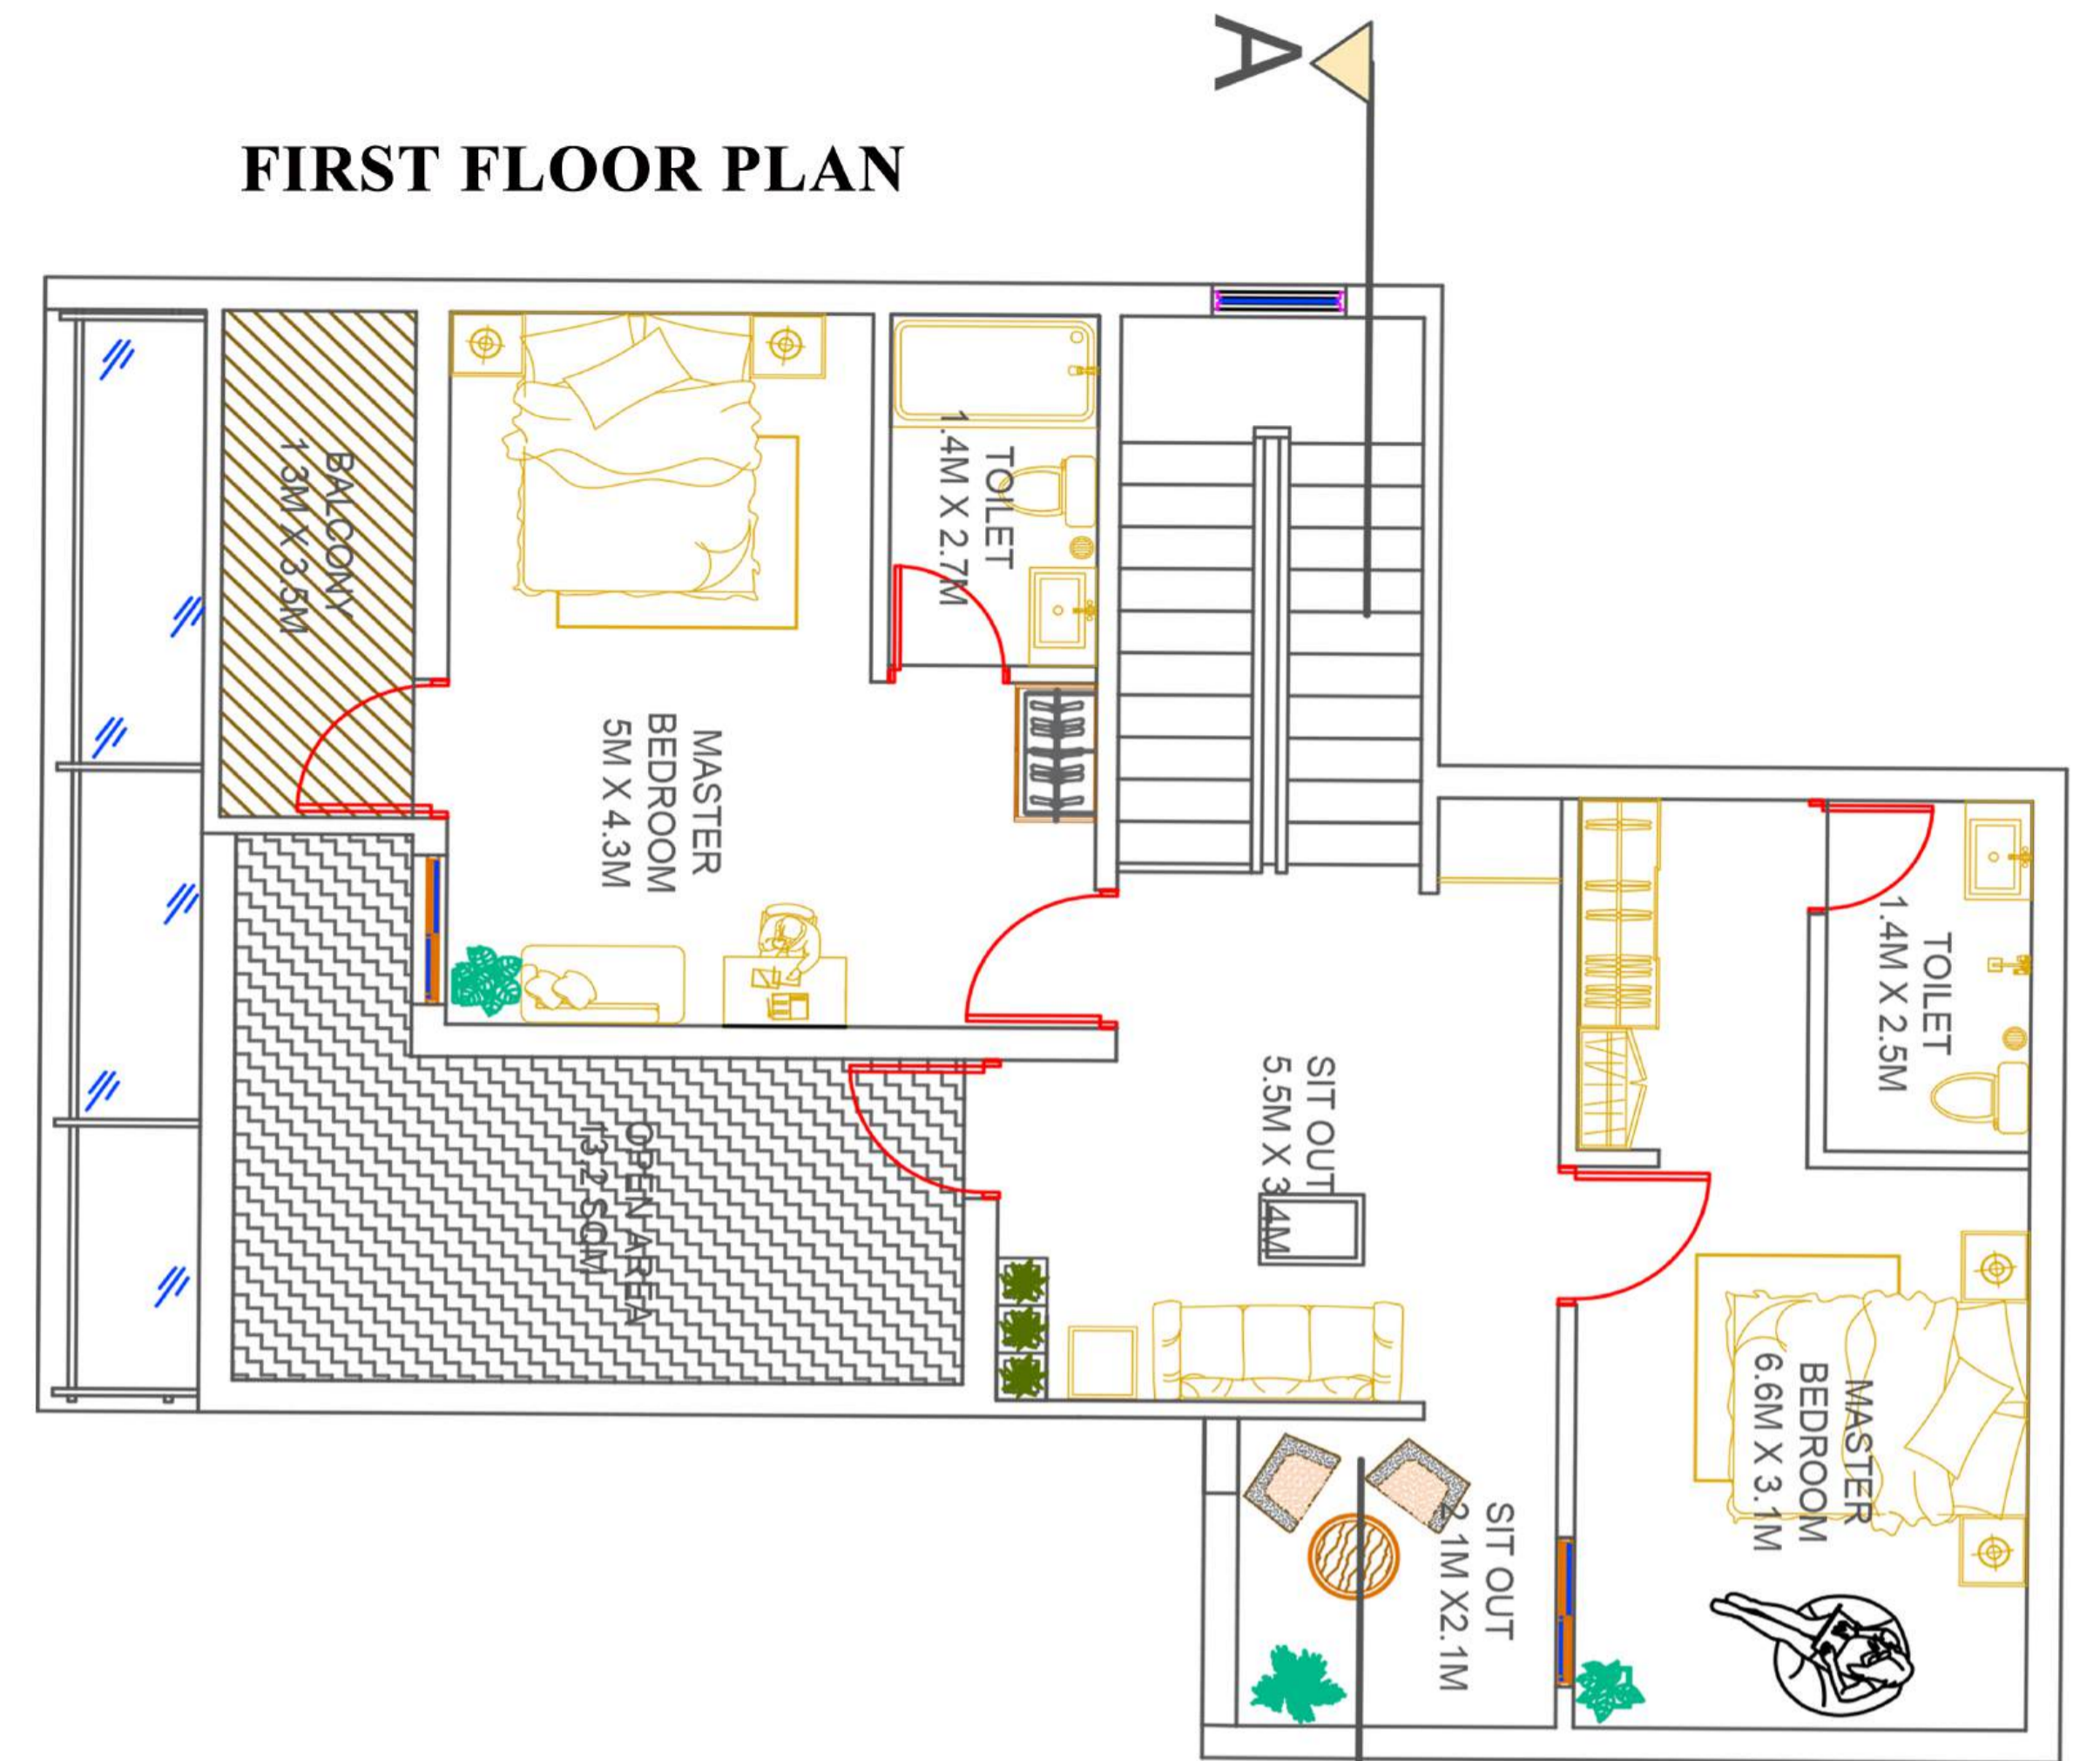 A
FIRST FLOOR PLAN
BALCONY
1.3M X 3.5M
MASTER
BEDROOM
5M X 4.3M
TOILET
1.4M X 2.7M
TOILET
1.4M X 2.5M
SIT OUT
5.5M X 3.4M
OPEN AREA
13.2 SQM
MASTER
BEDROOM
6.6M X 3.1M
SIT OUT
2.1M X2.1M